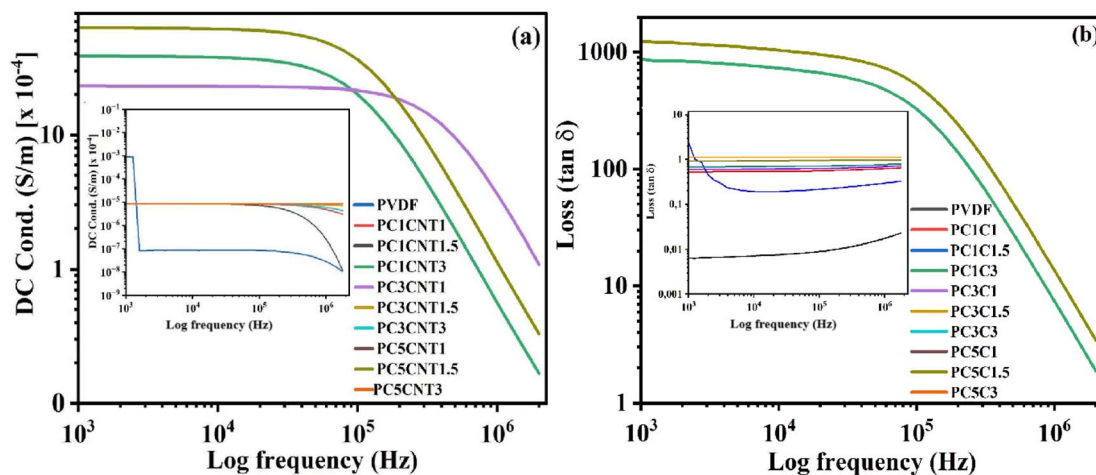 (a)
DC Cond. (S/m) [x 10⁻⁴]
10
1
0
10³
10⁴
10⁵
10⁶
Log frequency (Hz)
DC Cond. (S/m) [x 10⁻⁴]
10⁻¹
10⁻²
10⁻³
10⁻⁴
10⁻⁵
10⁻⁶
10⁻⁷
10⁻⁸
10⁻⁹
10³
10⁴
10⁵
10⁶
Log frequency (Hz)
PVDF
PC1CNT1
PC1CNT1.5
PC1CNT3
PC3CNT1
PC3CNT1.5
PC3CNT3
PC5CNT1
PC5CNT1.5
PC5CNT3
(b)
Loss (tan δ)
1000
100
10
1
10³
10⁴
10⁵
10⁶
Log frequency (Hz)
Loss (tan δ)
10
1
0,1
0,01
0,001
10³
10⁴
10⁵
10⁶
Log frequency (Hz)
PVDF
PC1C1
PC1C1.5
PC1C3
PC3C1
PC3C1.5
PC3C3
PC5C1
PC5C1.5
PC5C3